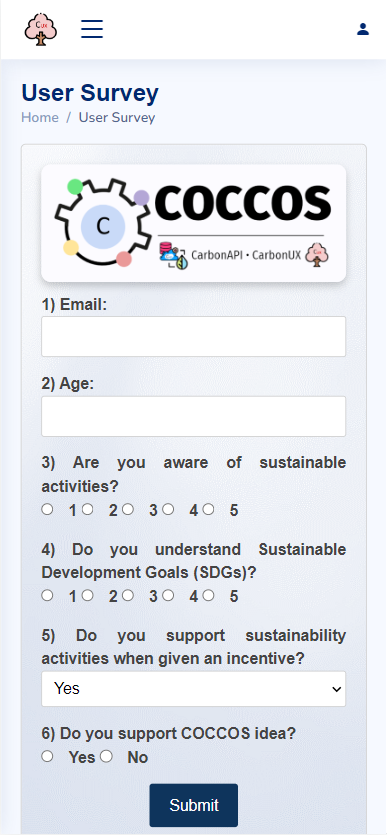 CUX
User Survey
Home / User Survey
C
COCCOS
CarbonAPI • CarbonUX
1) Email:
2) Age:
3) Are you aware of sustainable
activities?
1 2 3 4 5
4) Do you understand Sustainable
Development Goals (SDGs)?
1 2 3 4 5
5) Do you support sustainability
activities when given an incentive?
Yes
6) Do you support COCCOS idea?
Yes No
Submit